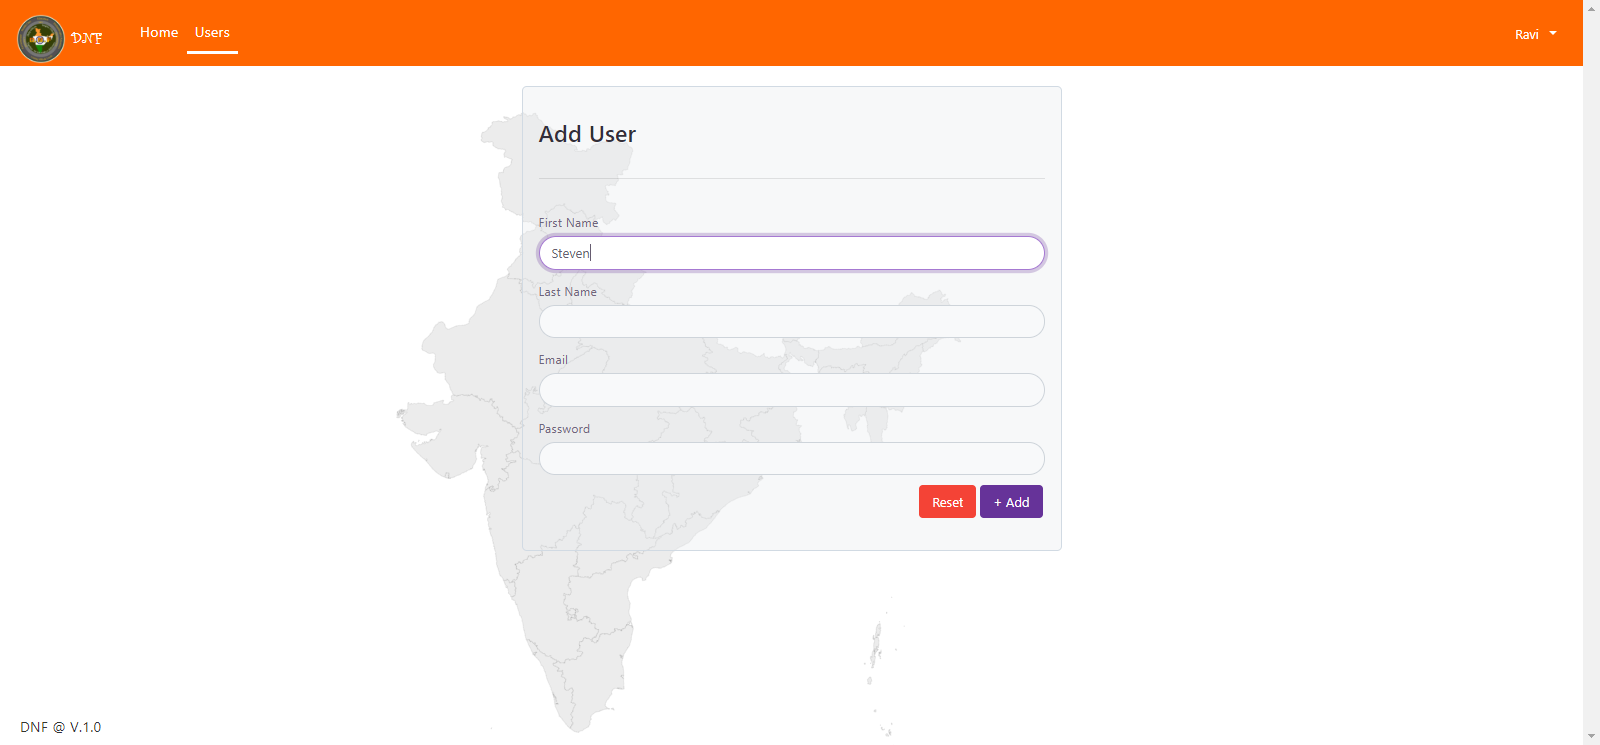 DNF
Home
Users
Ravi
Add User
First Name
Steven
Last Name
Email
Password
Reset
+ Add
DNF @ V.1.0